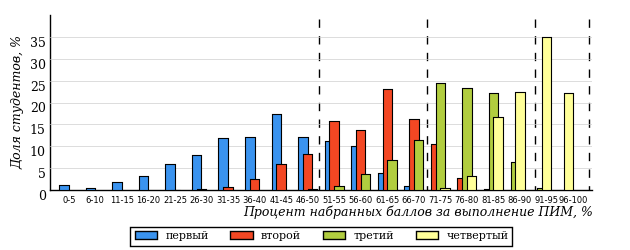 Доля студентов, %
35
30
25
20
15
10
5
0
0-5 6-10 11-15 16-20 21-25 26-30 31-35 36-40 41-45 46-50 51-55 56-60 61-65 66-70 71-75 76-80 81-85 86-90 91-95 96-100
Процент набранных баллов за выполнение ПИМ, %
первый второй третий четвертый